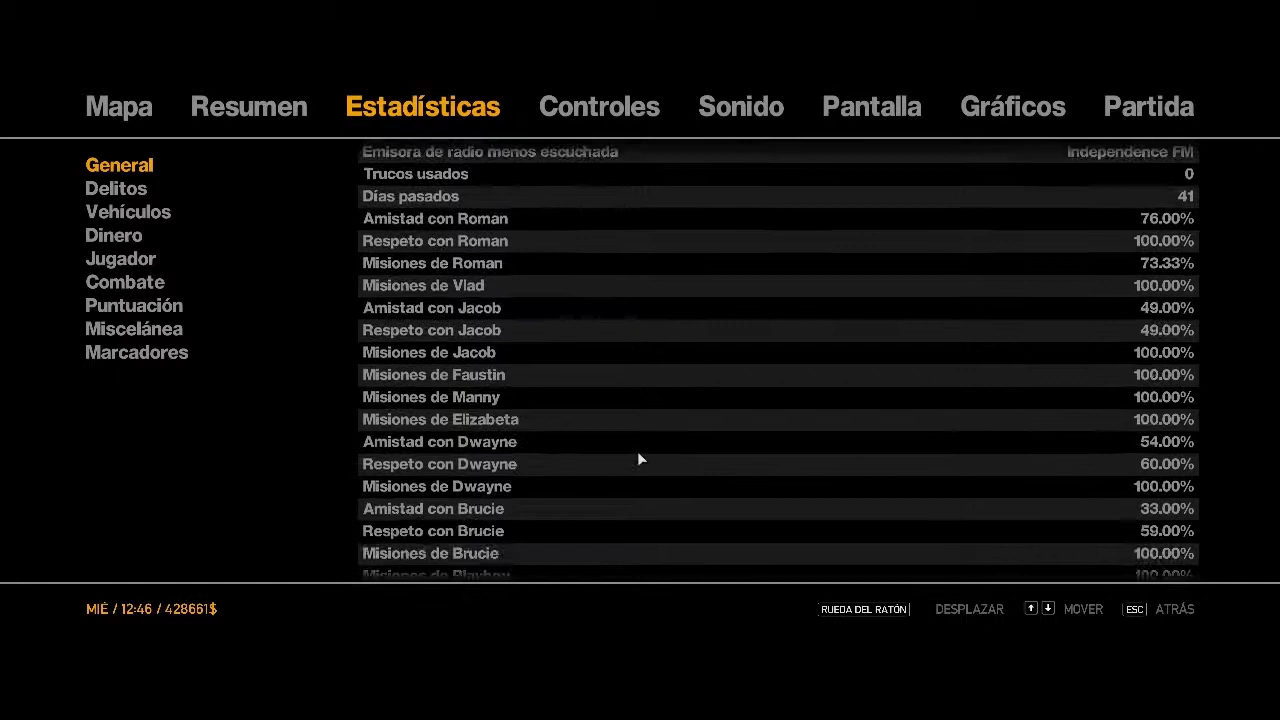 Mapa Resumen Estadísticas Controles Sonido Pantalla Gráficos Partida
General
Delitos
Vehículos
Dinero
Jugador
Combate
Puntuación
Miscelánea
Marcadores
Emisora de radio menos escuchada Independence FM
Trucos usados 0
Días pasados 41
Amistad con Roman 76.00%
Respeto con Roman 100.00%
Misiones de Roman 73.33%
Misiones de Vlad 100.00%
Amistad con Jacob 49.00%
Respeto con Jacob 49.00%
Misiones de Jacob 100.00%
Misiones de Faustin 100.00%
Misiones de Manny 100.00%
Misiones de Elizabeta 100.00%
Amistad con Dwayne 54.00%
Respeto con Dwayne 60.00%
Misiones de Dwayne 100.00%
Amistad con Brucie 33.00%
Respeto con Brucie 59.00%
Misiones de Brucie 100.00%
Misiones de Playboy 100.00%
MIÉ / 12:46 / 428661$
RUEDA DEL RATÓN DESPLAZAR MOVER ESC ATRÁS